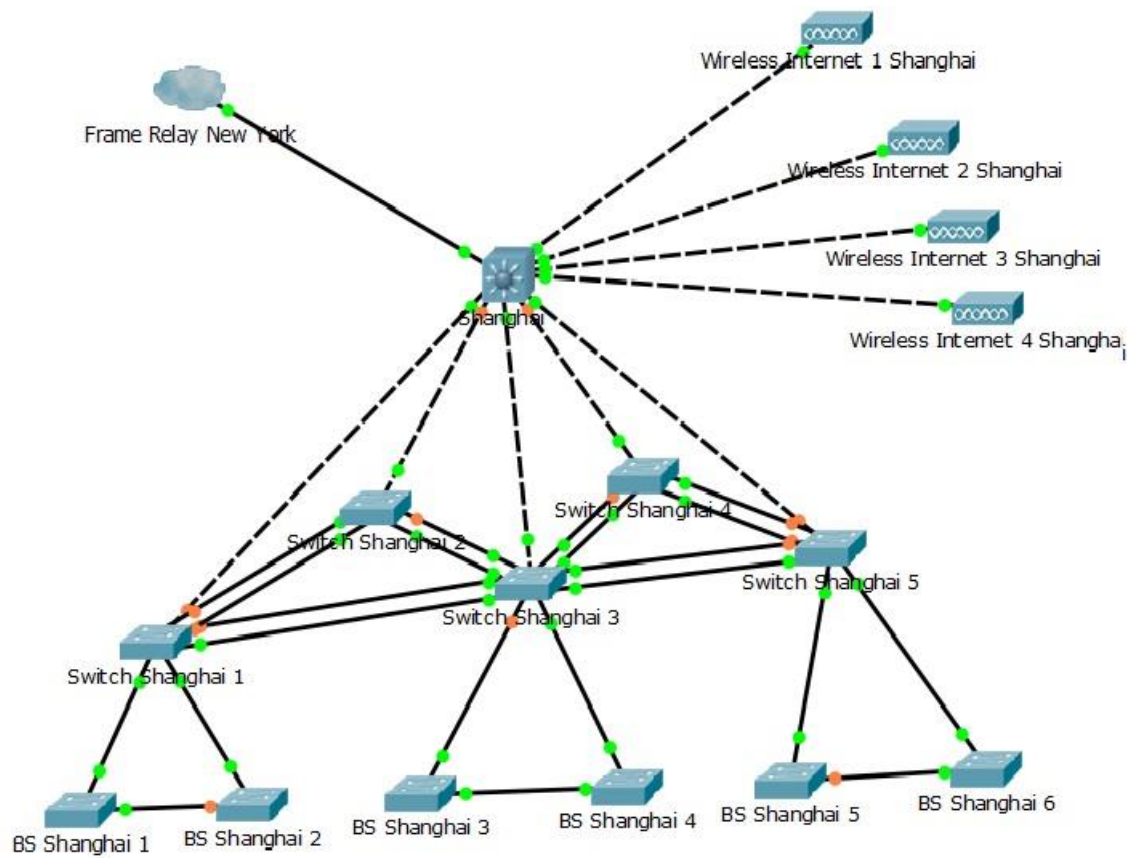 Wireless Internet 1 Shanghai
Frame Relay New York
Wireless Internet 2 Shanghai
Wireless Internet 3 Shanghai
Shanghai
Wireless Internet 4 Shanghai
Switch Shanghai 4
Switch Shanghai 2
Switch Shanghai 5
Switch Shanghai 3
Switch Shanghai 1
BS Shanghai 1
BS Shanghai 2
BS Shanghai 3
BS Shanghai 4
BS Shanghai 5
BS Shanghai 6